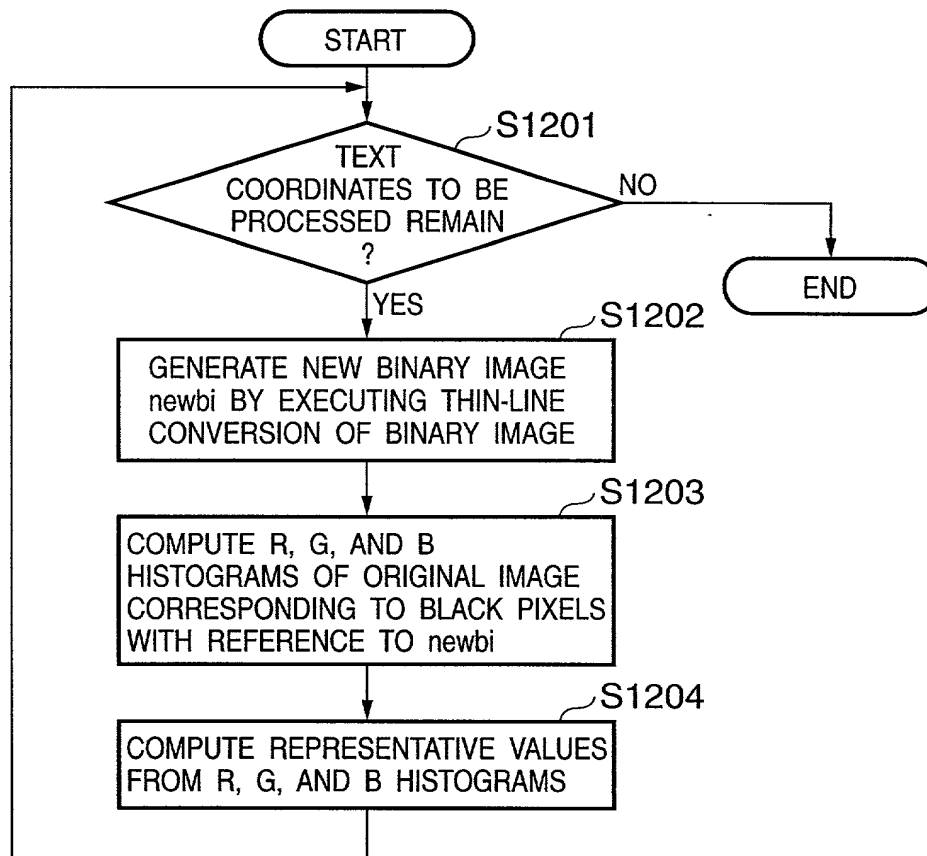 START
S1201
TEXT
COORDINATES TO BE
PROCESSED REMAIN
?
NO
END
YES
S1202
GENERATE NEW BINARY IMAGE
newbi BY EXECUTING THIN-LINE
CONVERSION OF BINARY IMAGE
S1203
COMPUTE R, G, AND B
HISTOGRAMS OF ORIGINAL IMAGE
CORRESPONDING TO BLACK PIXELS
WITH REFERENCE TO newbi
S1204
COMPUTE REPRESENTATIVE VALUES
FROM R, G, AND B HISTOGRAMS